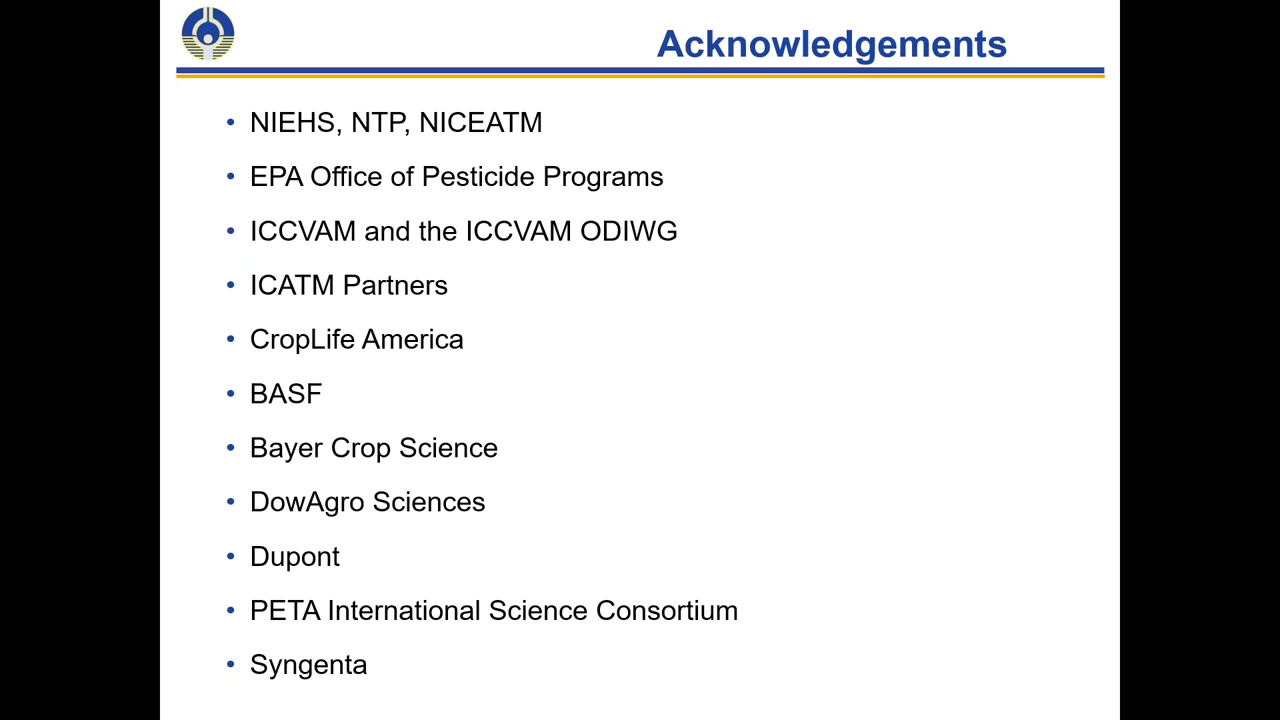 Acknowledgements
• NIEHS, NTP, NICEATM
• EPA Office of Pesticide Programs
• ICCVAM and the ICCVAM ODIWG
• ICATM Partners
• CropLife America
• BASF
• Bayer Crop Science
• DowAgro Sciences
• Dupont
• PETA International Science Consortium
• Syngenta